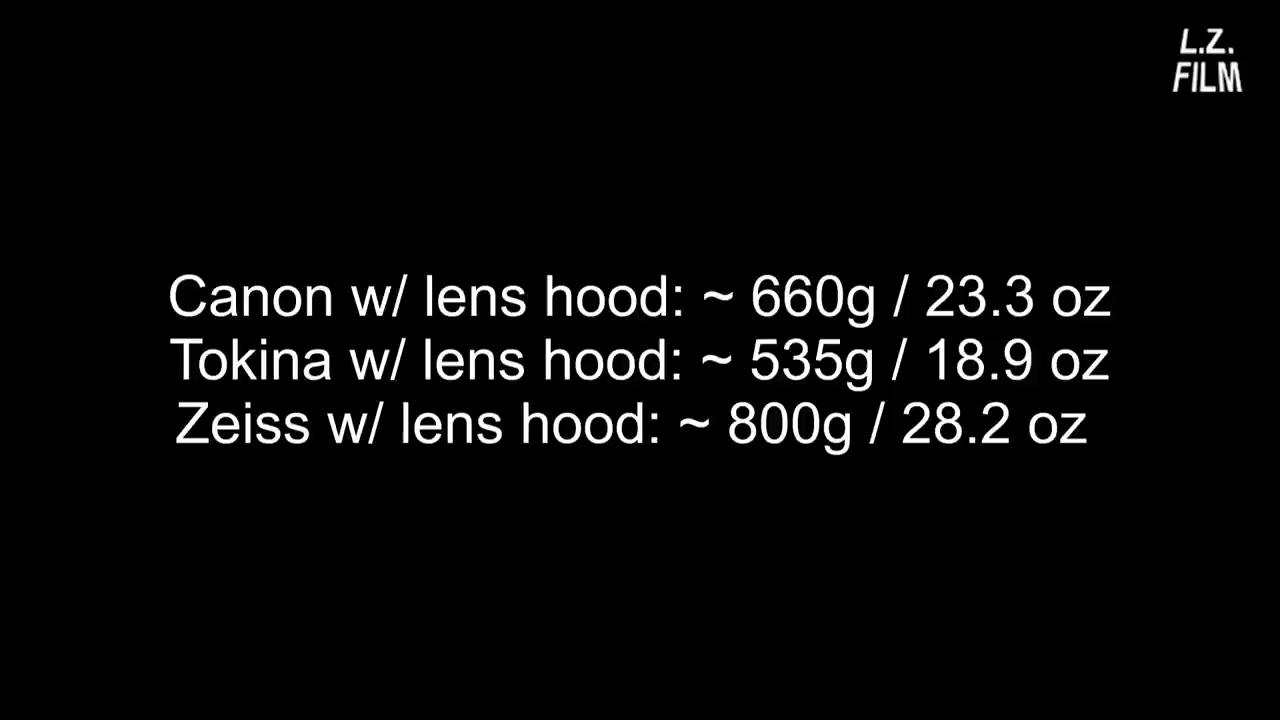 L.Z.
FILM
Canon w/ lens hood: ~ 660g / 23.3 oz
Tokina w/ lens hood: ~ 535g / 18.9 oz
Zeiss w/ lens hood: ~ 800g / 28.2 oz